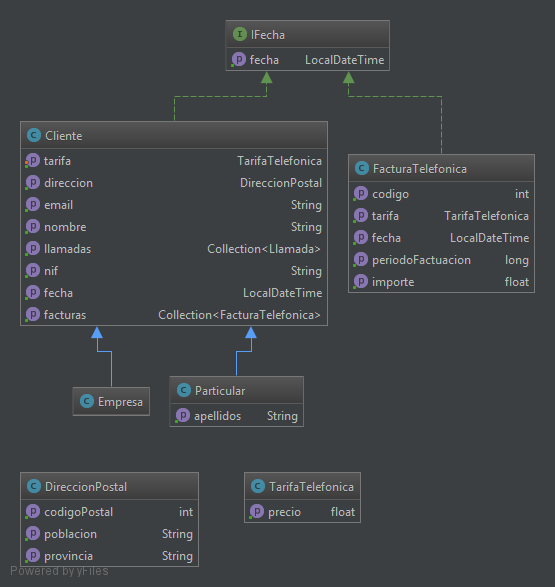 IFecha
fecha LocalDateTime
Cliente
tarifa TarifaTelefonica
direccion DireccionPostal
email String
nombre String
llamadas Collection<Llamada>
nif String
fecha LocalDateTime
facturas Collection<FacturaTelefonica>
FacturaTelefonica
codigo int
tarifa TarifaTelefonica
fecha LocalDateTime
periodoFactuacion long
importe float
Empresa
Particular
apellidos String
DireccionPostal
codigoPostal int
poblacion String
provincia String
TarifaTelefonica
precio float
Powered by yFiles